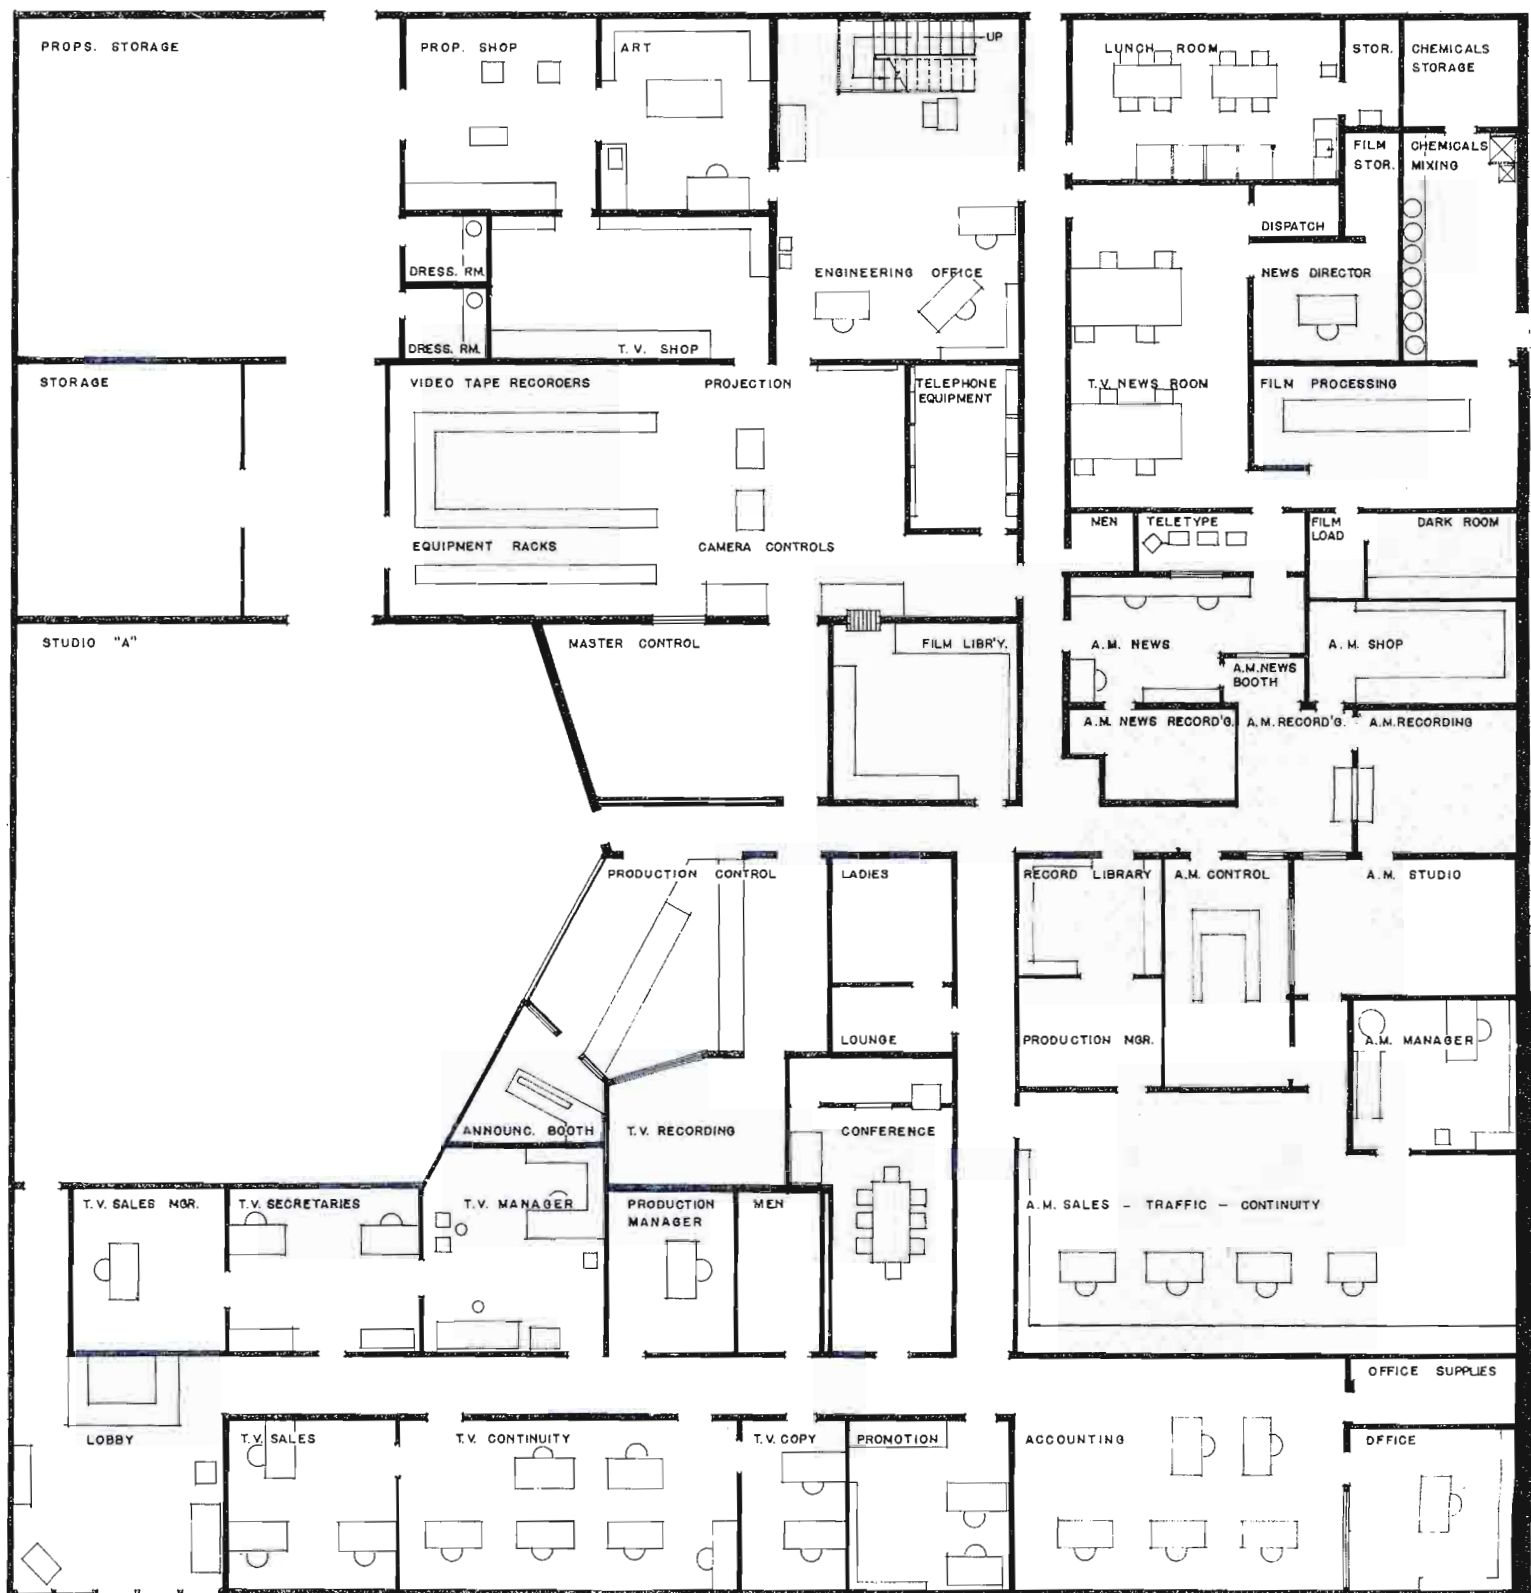 PROPS. STORAGE
PROP. SHOP
ART
UP
LUNCH ROOM
STOR.
CHEMICALS
STORAGE
FILM
STOR.
CHEMICALS
MIXING
DISPATCH
DRESS. RM.
ENGINEERING OFFICE
NEWS DIRECTOR
DRESS. RM.
T. V. SHOP
STORAGE
VIDEO TAPE RECORDERS
PROJECTION
TELEPHONE
EQUIPMENT
T.V. NEWS ROOM
FILM PROCESSING
EQUIPMENT RACKS
CAMERA CONTROLS
MEN
TELETYPE
FILM
LOAD
DARK ROOM
STUDIO "A"
MASTER CONTROL
FILM LIBR'Y.
A.M. NEWS
A.M. NEWS
BOOTH
A. M. SHOP
A.M. NEWS RECORD'G.
A.M. RECORD'G.
A.M. RECORDING
PRODUCTION CONTROL
LADIES
RECORD LIBRARY
A.M. CONTROL
A.M. STUDIO
LOUNGE
PRODUCTION MGR.
A.M. MANAGER
ANNOUNC. BOOTH
T.V. RECORDING
CONFERENCE
T.V. SALES MGR.
T.V. SECRETARIES
T.V. MANAGER
PRODUCTION
MANAGER
MEN
A.M. SALES - TRAFFIC - CONTINUITY
OFFICE SUPPLIES
LOBBY
T.V. SALES
T.V. CONTINUITY
T.V. COPY
PROMOTION
ACCOUNTING
OFFICE